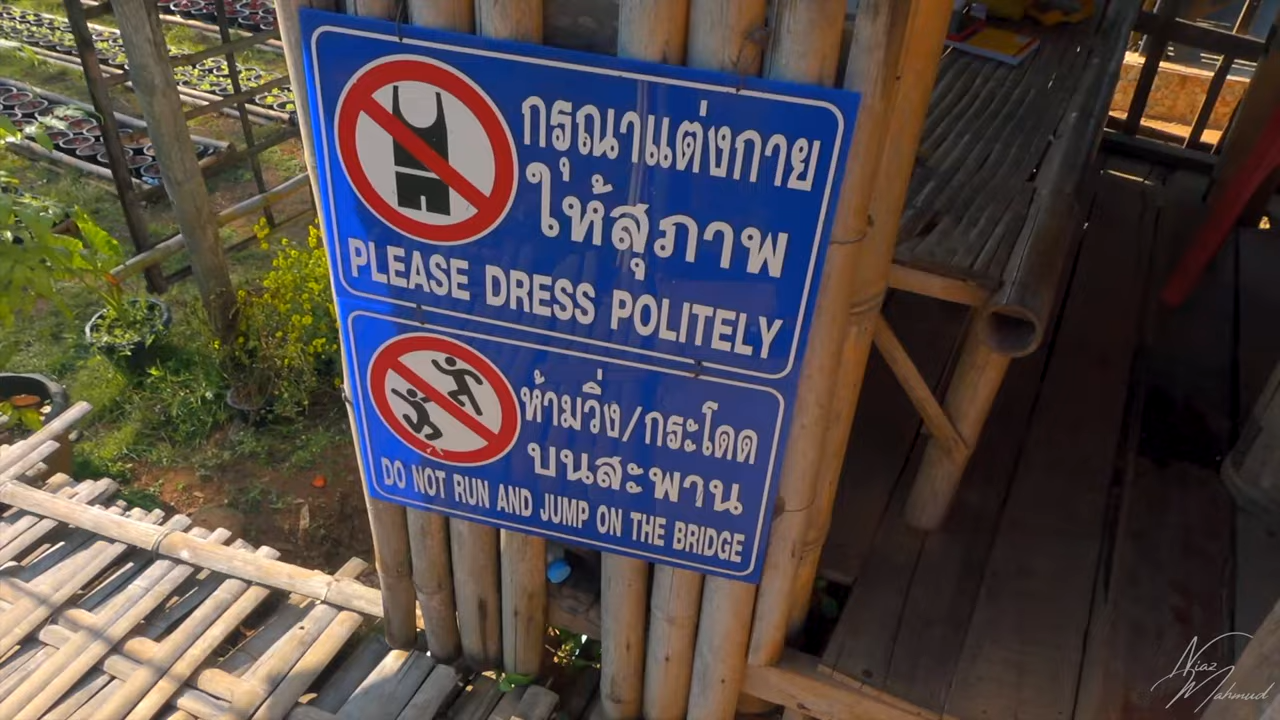 กรุณาแต่งกาย
ให้สุภาพ
PLEASE DRESS POLITELY
ห้ามวิ่ง/กระโดด
บนสะพาน
DO NOT RUN AND JUMP ON THE BRIDGE
Niaz
Mahmud